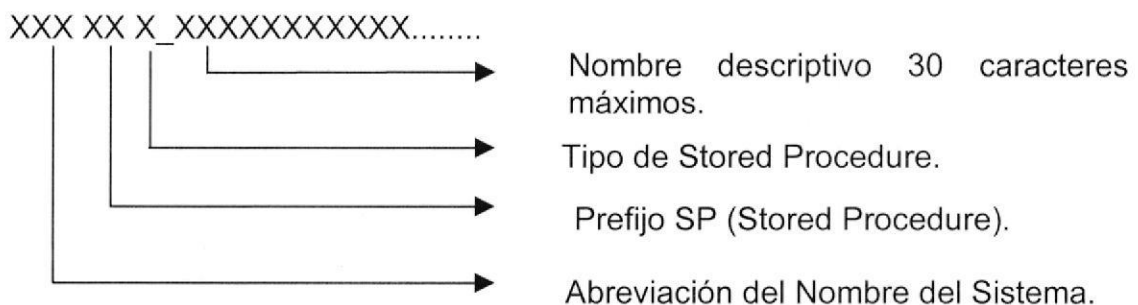 XXX XX X_XXXXXXXXXXXX........
Nombre descriptivo 30 caracteres
máximos.
Tipo de Stored Procedure.
Prefijo SP (Stored Procedure).
Abreviación del Nombre del Sistema.